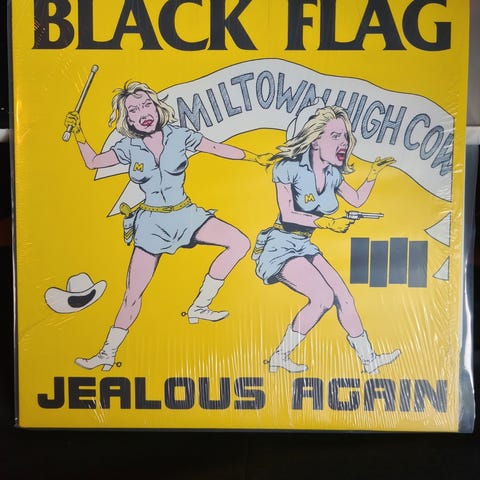 BLACK FLAG
MILTOWN HIGH COW
M
M
JEALOUS AGAIN